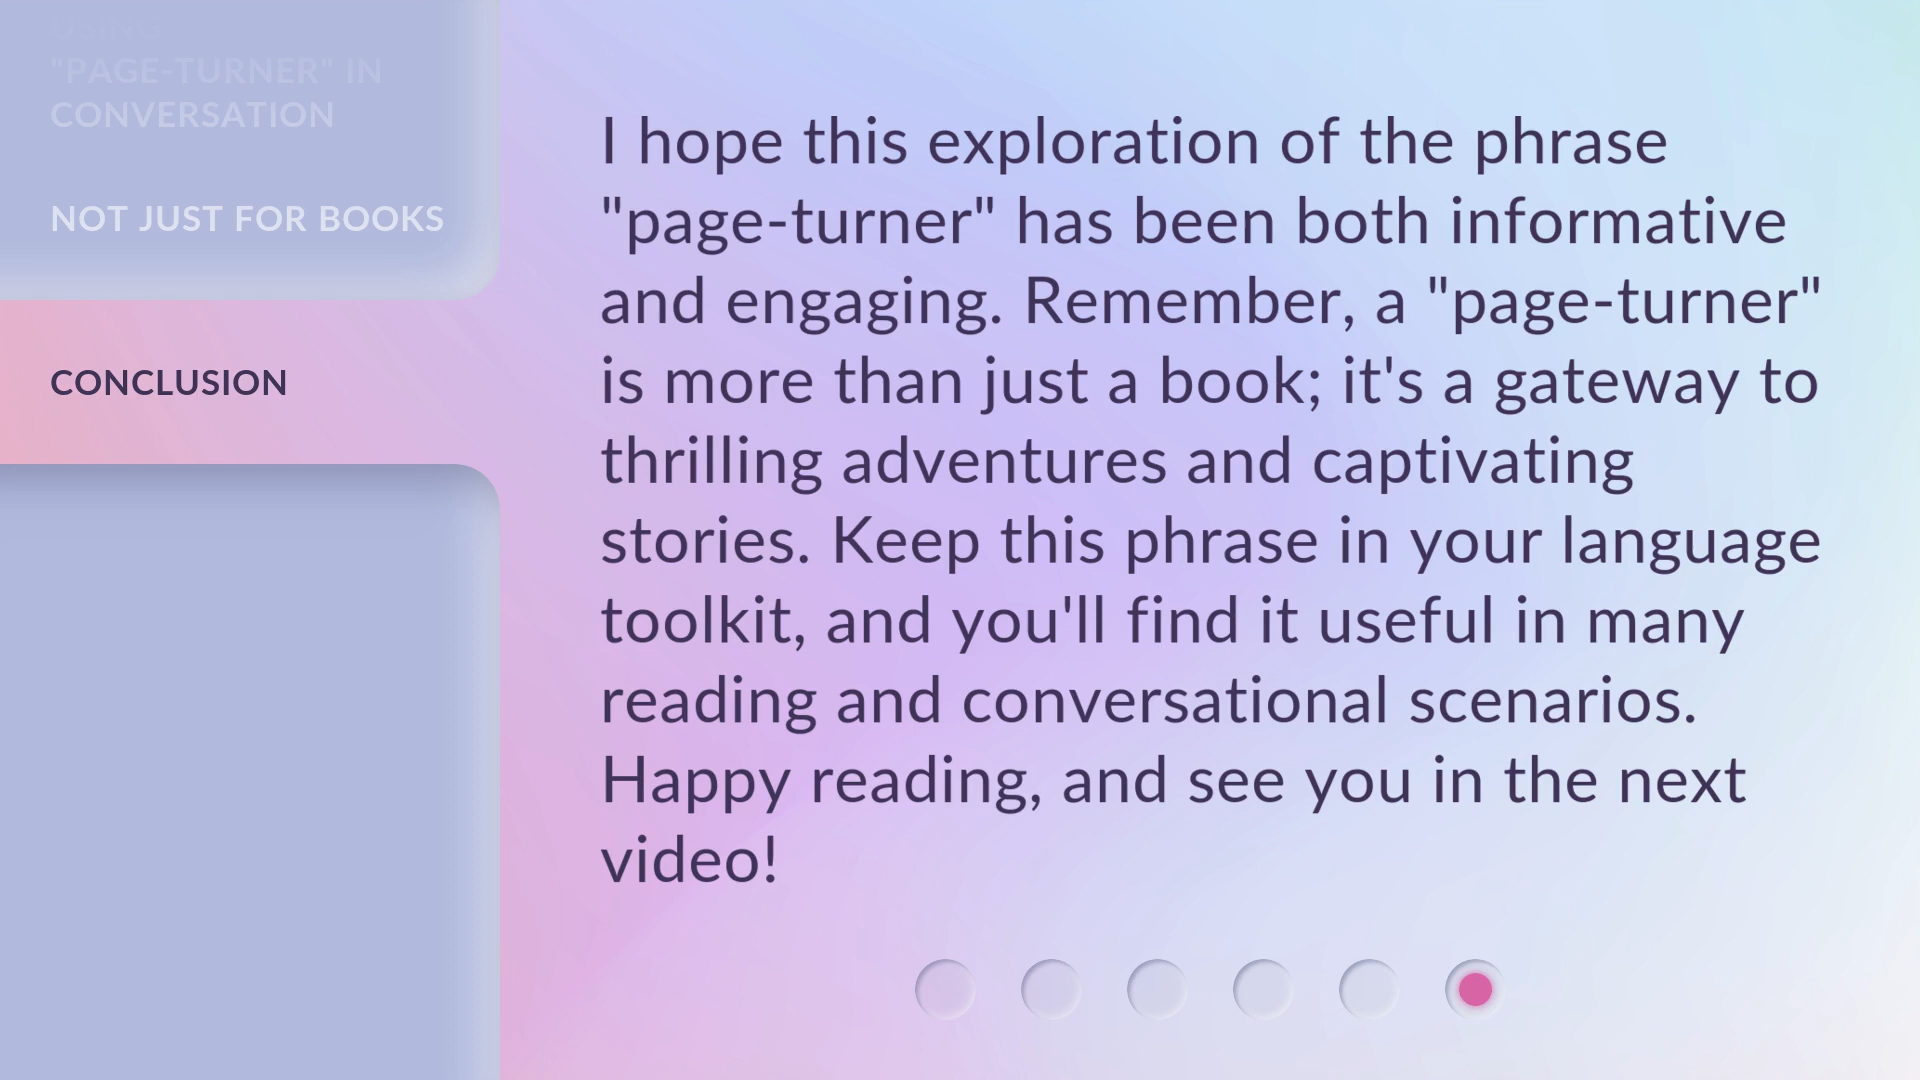 USING
"PAGE-TURNER" IN
CONVERSATION
NOT JUST FOR BOOKS
CONCLUSION
I hope this exploration of the phrase
"page-turner" has been both informative
and engaging. Remember, a "page-turner"
is more than just a book; it's a gateway to
thrilling adventures and captivating
stories. Keep this phrase in your language
toolkit, and you'll find it useful in many
reading and conversational scenarios.
Happy reading, and see you in the next
video!